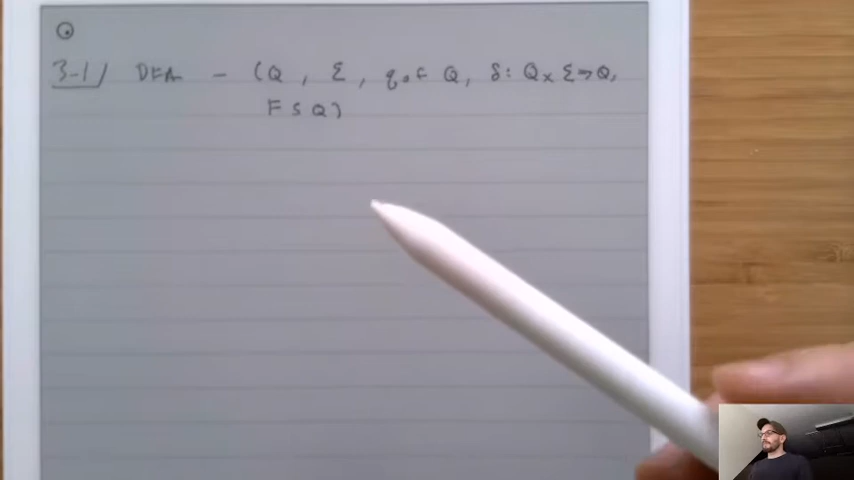 3-1/ DFA - (Q, Σ, q₀ ∈ Q, δ: Q x Σ → Q,
F ⊆ Q)